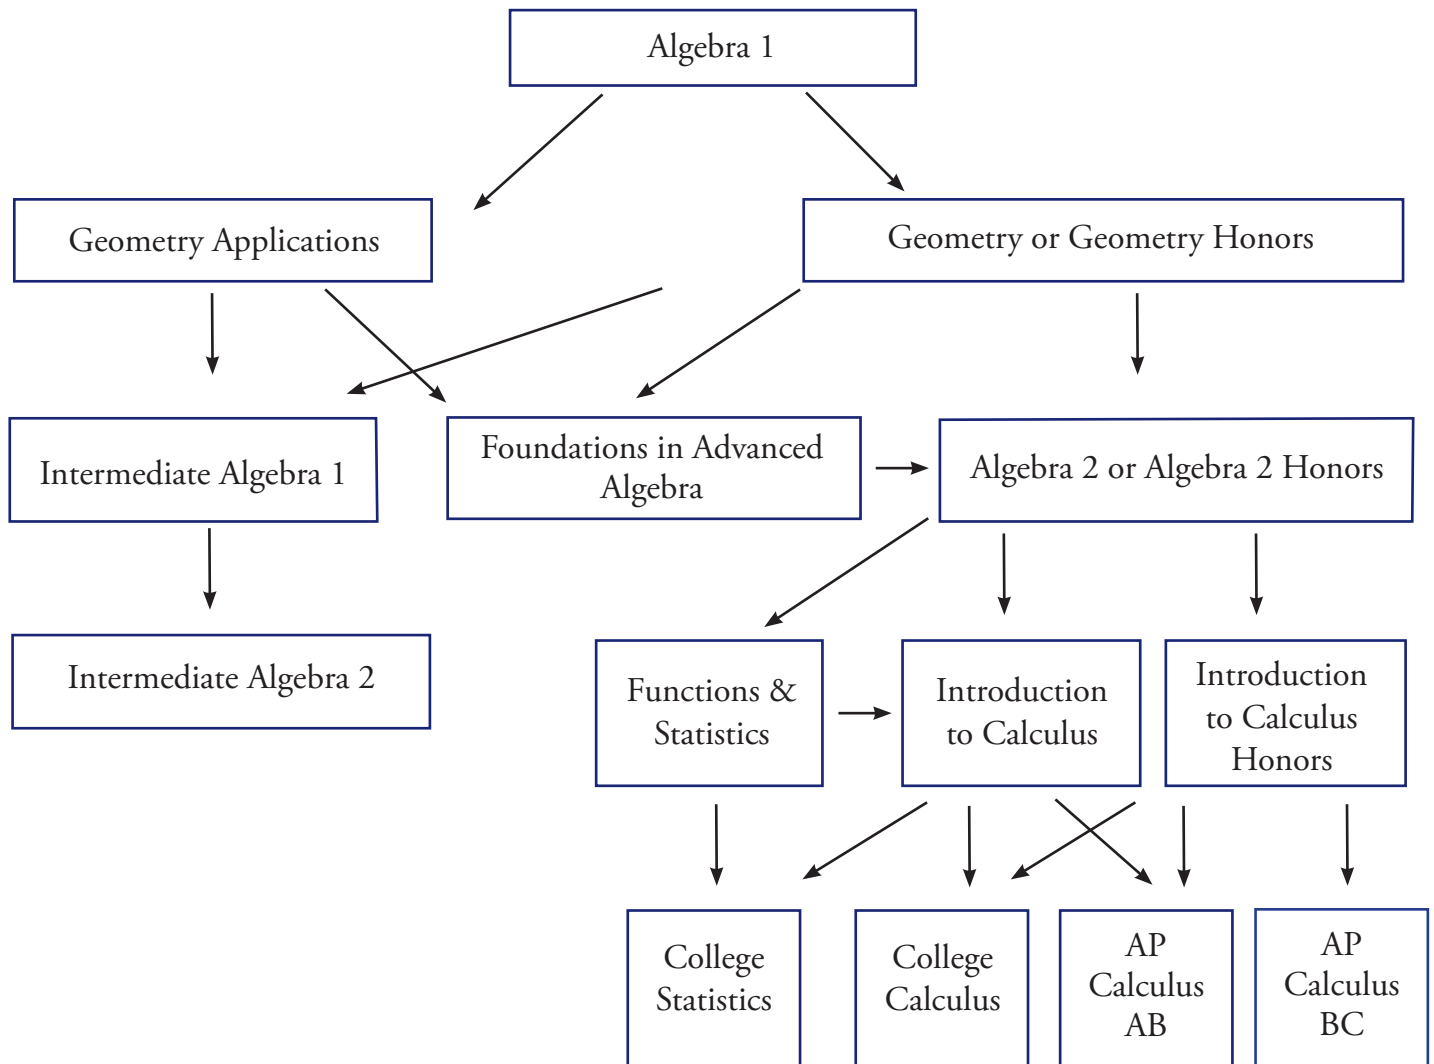 Algebra 1
Geometry Applications
Geometry or Geometry Honors
Intermediate Algebra 1
Foundations in Advanced
Algebra
Algebra 2 or Algebra 2 Honors
Intermediate Algebra 2
Functions &
Statistics
Introduction
to Calculus
Introduction
to Calculus
Honors
College
Statistics
College
Calculus
AP
Calculus
AB
AP
Calculus
BC